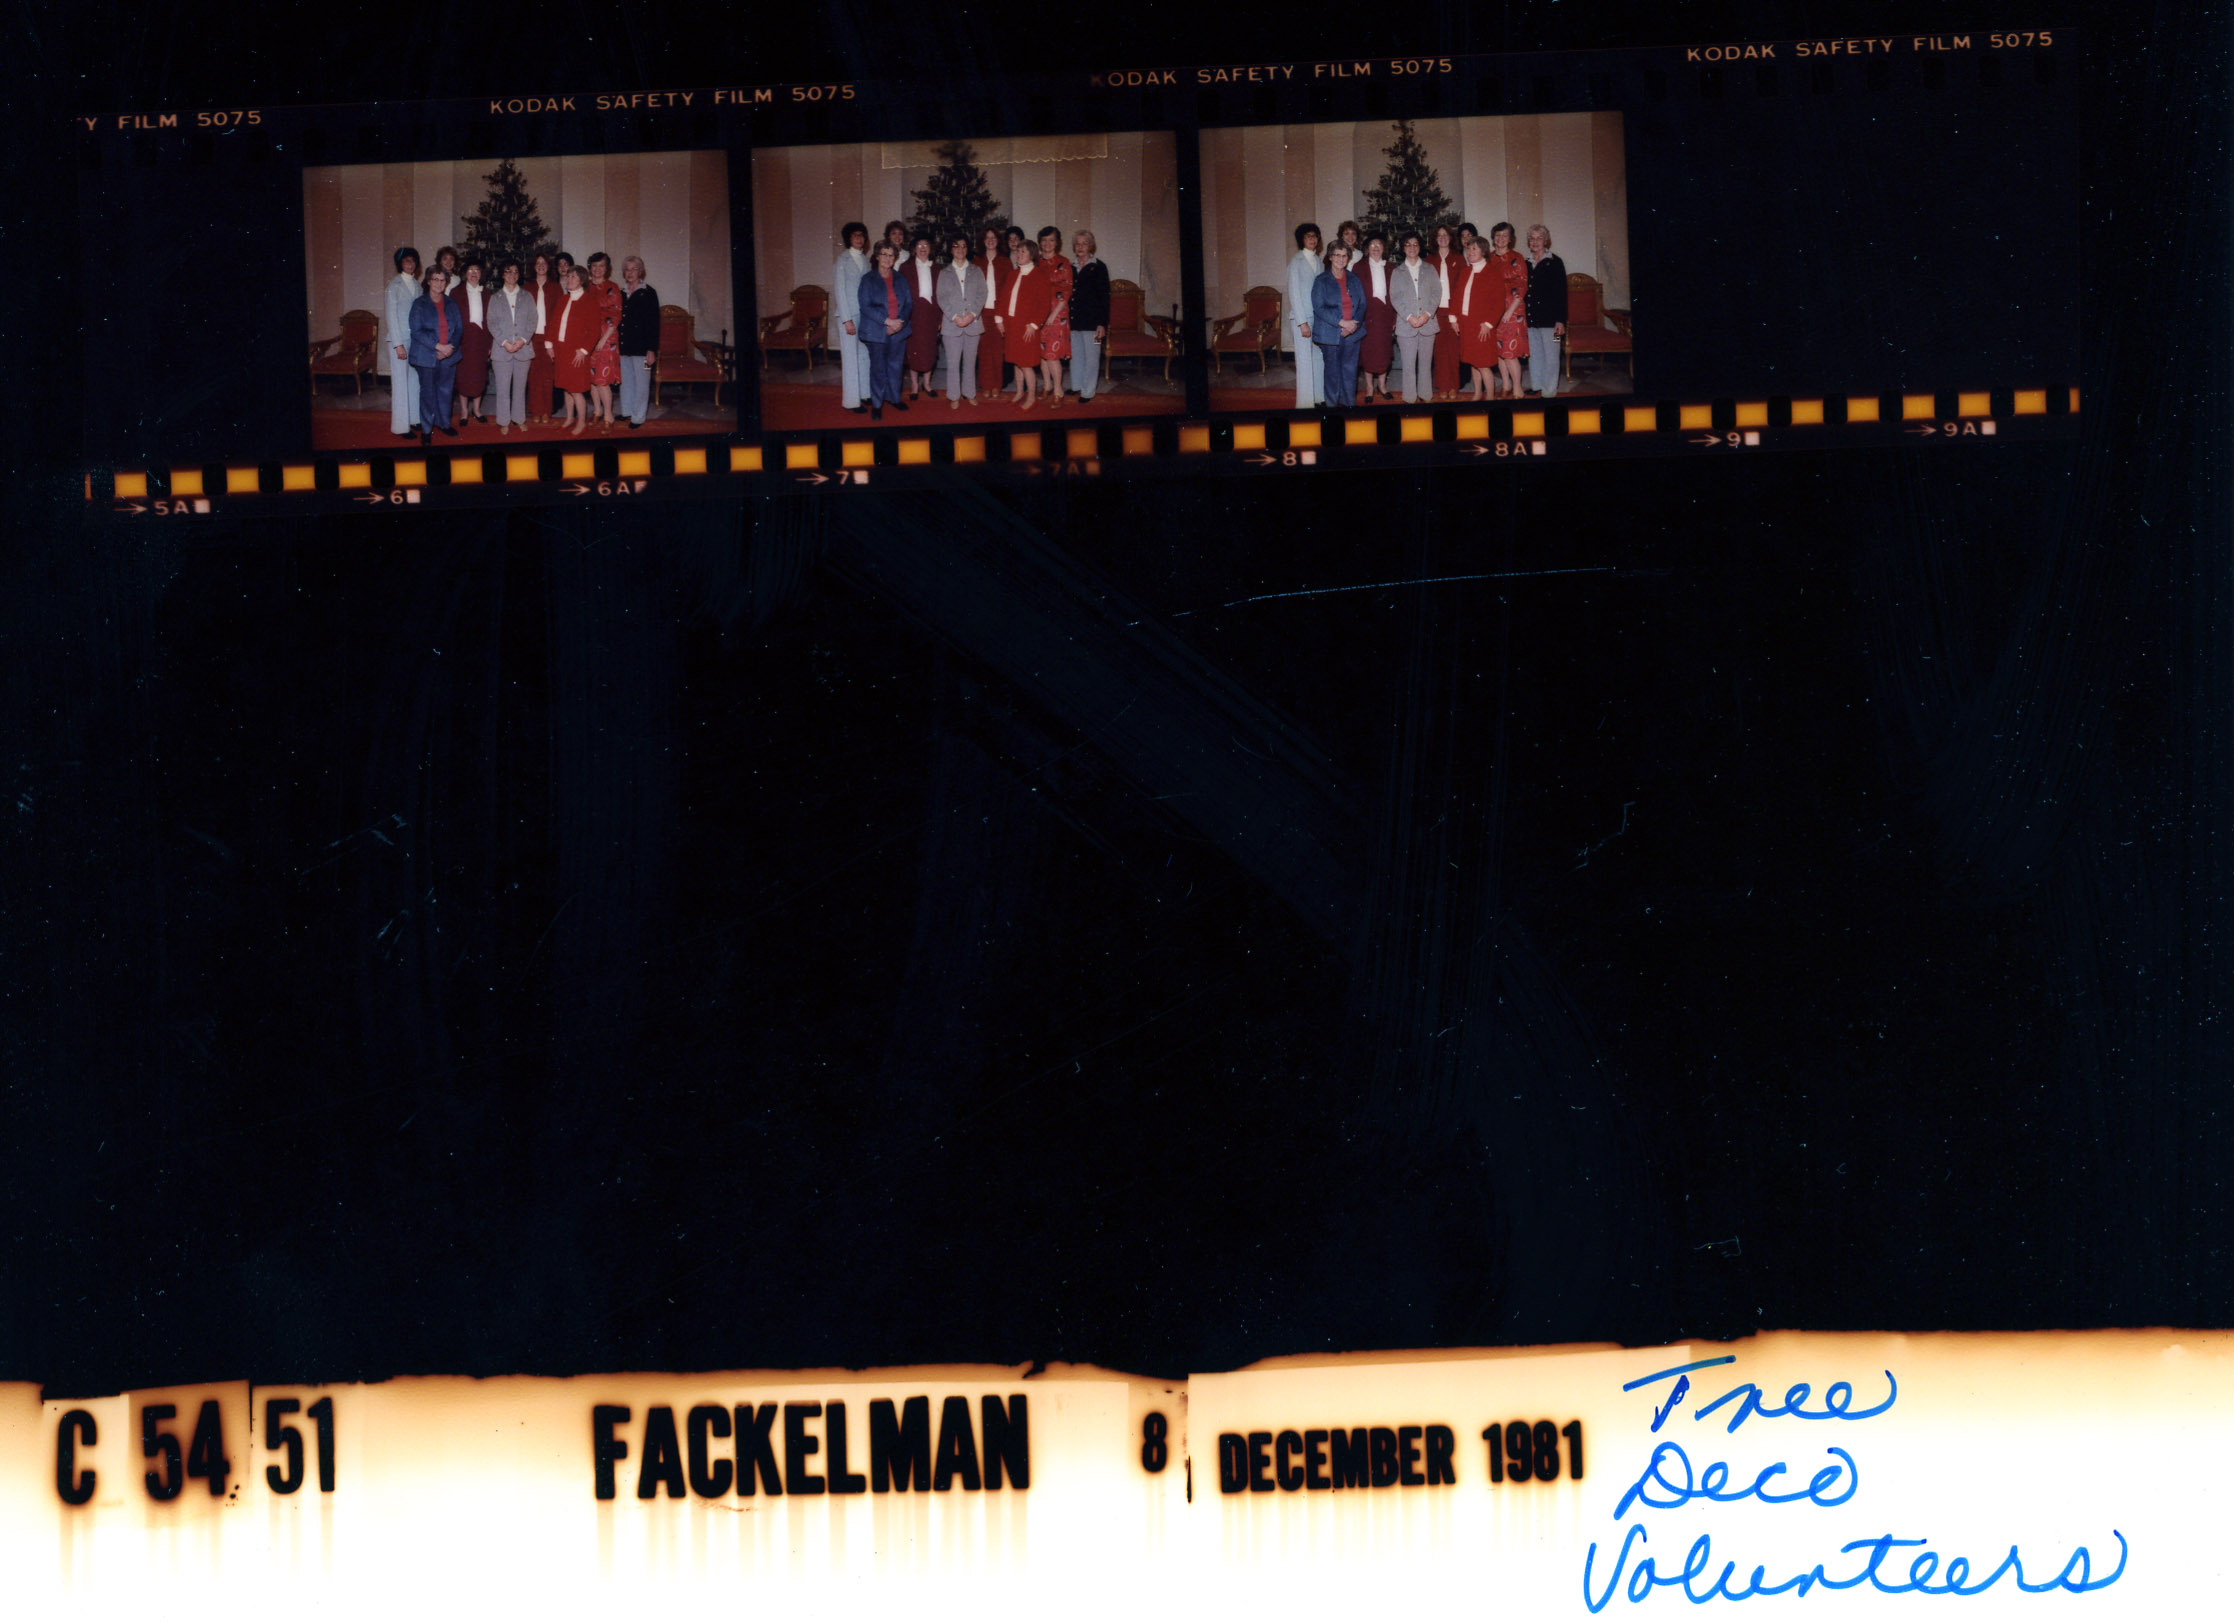 Y FILM 5075
KODAK SAFETY FILM 5075
KODAK SAFETY FILM 5075
KODAK SAFETY FILM 5075
→5A
→6
→6A
→7
→7A
→8
→8A
→9
→9A
C 54 51 FACKELMAN 8 DECEMBER 1981
Tree
Deco
Volunteers